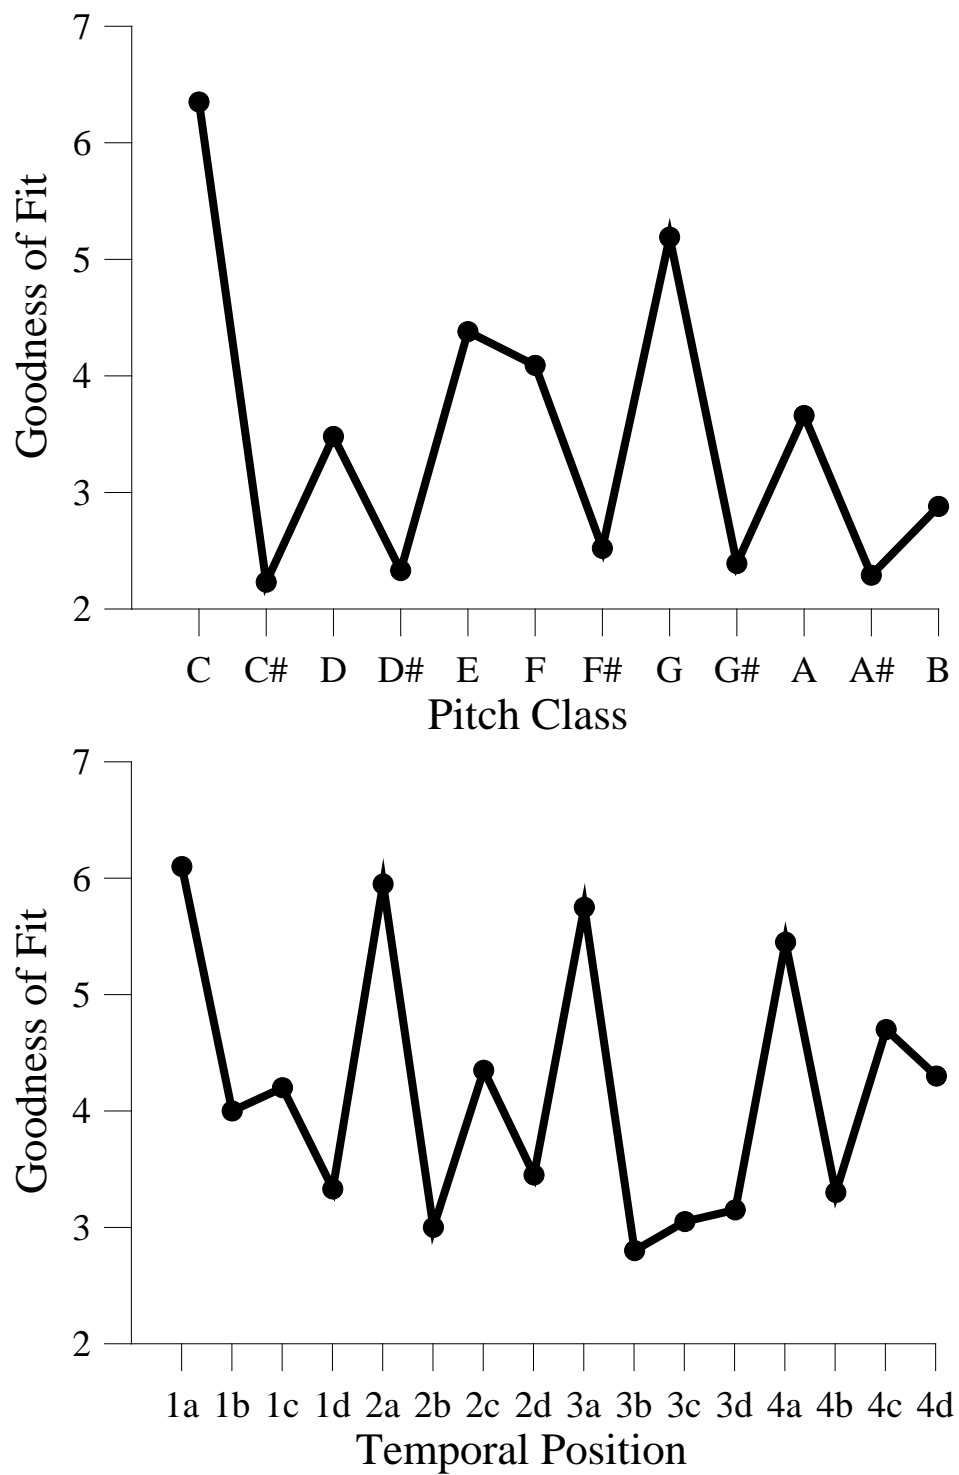 7
6
5
4
3
2
Goodness of Fit
C C# D D# E F F# G G# A A# B
Pitch Class
7
6
5
4
3
2
Goodness of Fit
1a 1b 1c 1d 2a 2b 2c 2d 3a 3b 3c 3d 4a 4b 4c 4d
Temporal Position